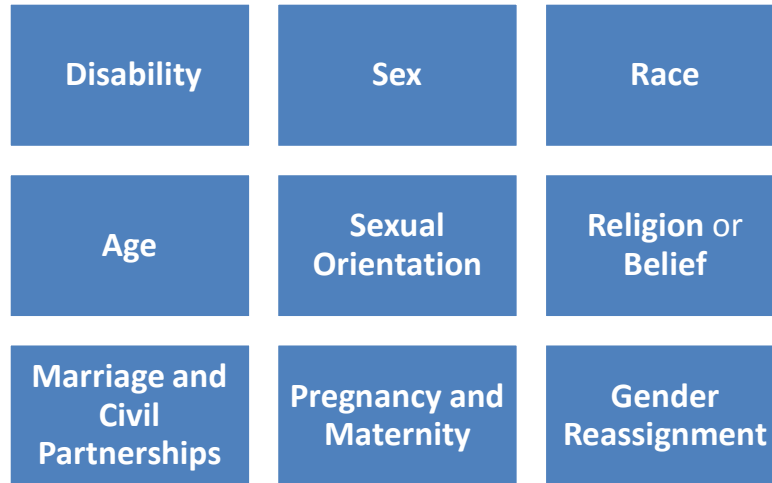 Disability
Sex
Race
Age
Sexual
Orientation
Religion or
Belief
Marriage and
Civil
Partnerships
Pregnancy and
Maternity
Gender
Reassignment